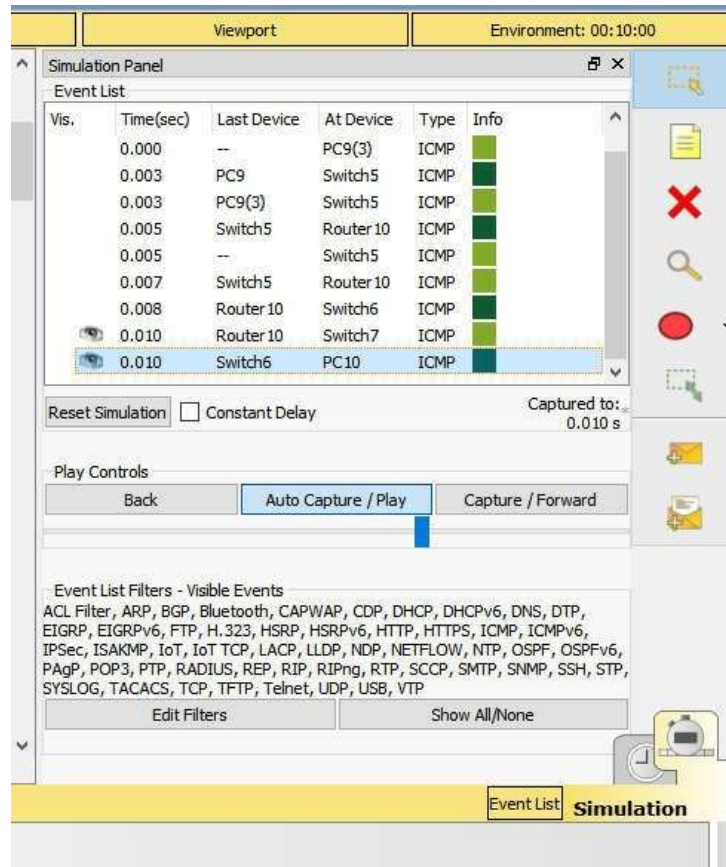 Viewport Environment: 00:10:00
Simulation Panel
Event List
Vis. Time(sec) Last Device At Device Type Info
0.000 -- PC9(3) ICMP
0.003 PC9 Switch5 ICMP
0.003 PC9(3) Switch5 ICMP
0.005 Switch5 Router10 ICMP
0.005 -- Switch5 ICMP
0.007 Switch5 Router10 ICMP
0.008 Router10 Switch6 ICMP
0.010 Router10 Switch7 ICMP
0.010 Switch6 PC10 ICMP
Reset Simulation Constant Delay Captured to:
0.010 s
Play Controls
Back Auto Capture / Play Capture / Forward
Event List Filters - Visible Events
ACL Filter, ARP, BGP, Bluetooth, CAPWAP, CDP, DHCP, DHCPv6, DNS, DTP,
EIGRP, EIGRPv6, FTP, H.323, HSRP, HSRPv6, HTTP, HTTPS, ICMP, ICMPv6,
IPSec, ISAKMP, IoT, IoT TCP, LACP, LLDP, NDP, NETFLOW, NTP, OSPF, OSPFv6,
PAgP, POP3, PTP, RADIUS, REP, RIP, RIPng, RTP, SCCP, SMTP, SNMP, SSH, STP,
SYSLOG, TACACS, TCP, TFTP, Telnet, UDP, USB, VTP
Edit Filters Show All/None
Event List Simulation